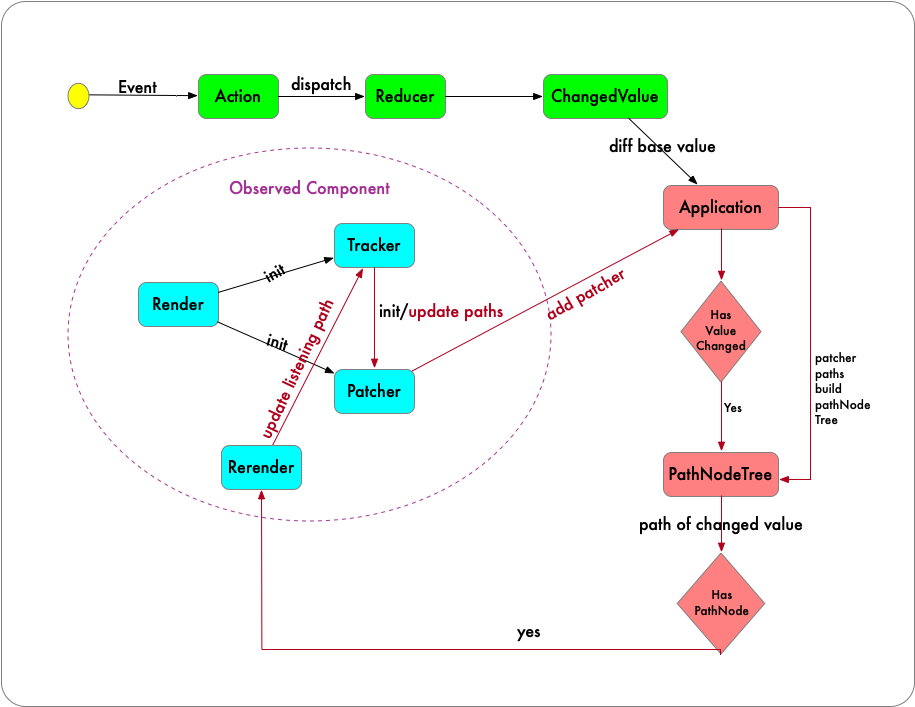 Event
Action
dispatch
Reducer
ChangedValue
diff base value
Observed Component
Application
Tracker
Render
init
init
init/update paths
update listening path
add patcher
Has
Value
Changed
patcher
paths
build
pathNode
Tree
Patcher
Yes
Rerender
PathNodeTree
path of changed value
Has
PathNode
yes